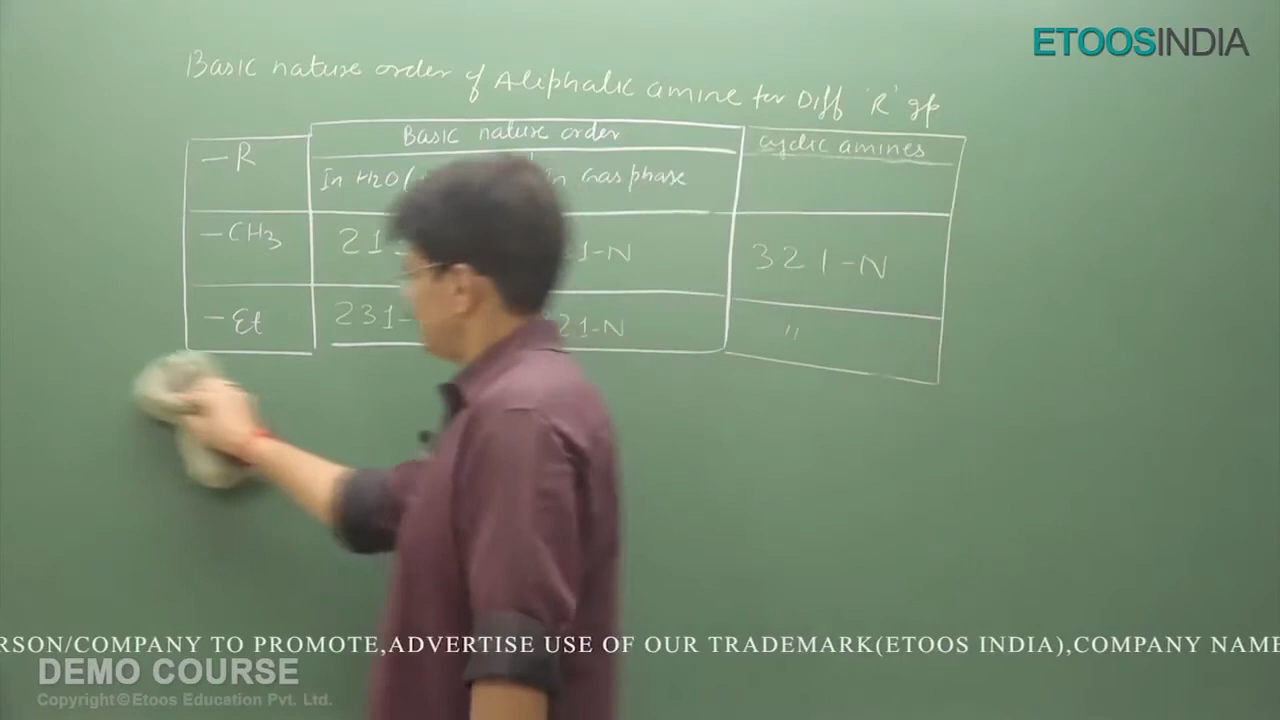 ETOOSINDIA
Basic nature order of Aliphatic amine for Diff 'R' gp
—R
Basic nature order
cyclic amines
In H2O (
In Gas phase
—CH3
21
21-N
321-N
—Et
231-
21-N
"
RSON/COMPANY TO PROMOTE,ADVERTISE USE OF OUR TRADEMARK(ETOOS INDIA),COMPANY NAME
DEMO COURSE
Copyright©Etoos Education Pvt. Ltd.